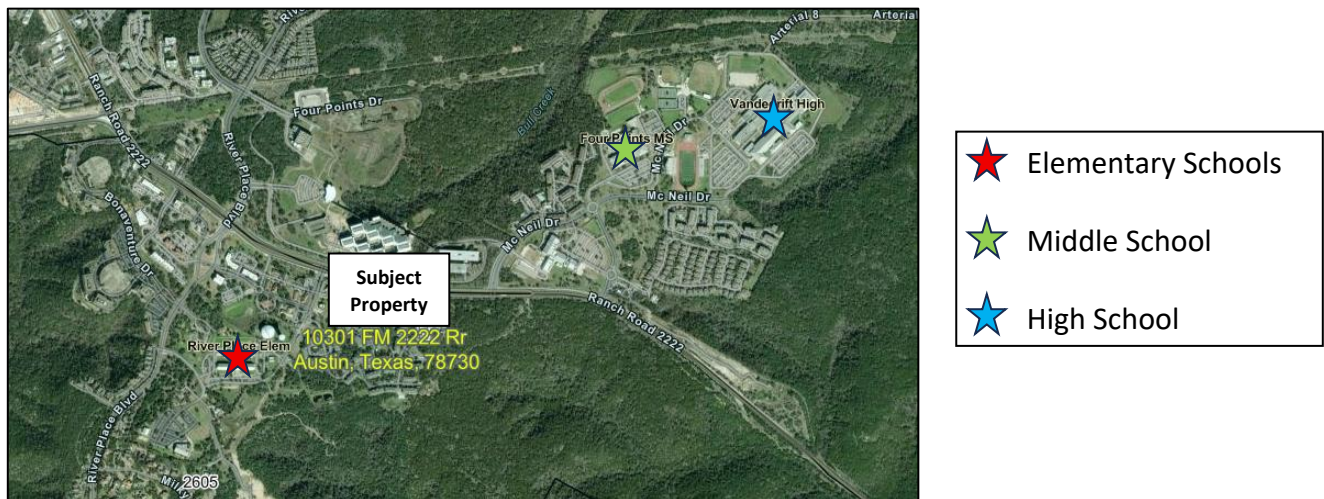 Arterial 8
Arterial
Ranch Road 2222
Four Points Dr
Bull Creek
Vandegrift High
Four Points MS
Mc Neil Dr
River Place Blvd
Bonaventure Dr
Mc Neil Dr
Mc Neil Dr
Subject
Property
Ranch Road 2222
River Place Elem
10301 FM 2222 Rr
Austin, Texas, 78730
River Place Blvd
2605
Milky
Elementary Schools
Middle School
High School